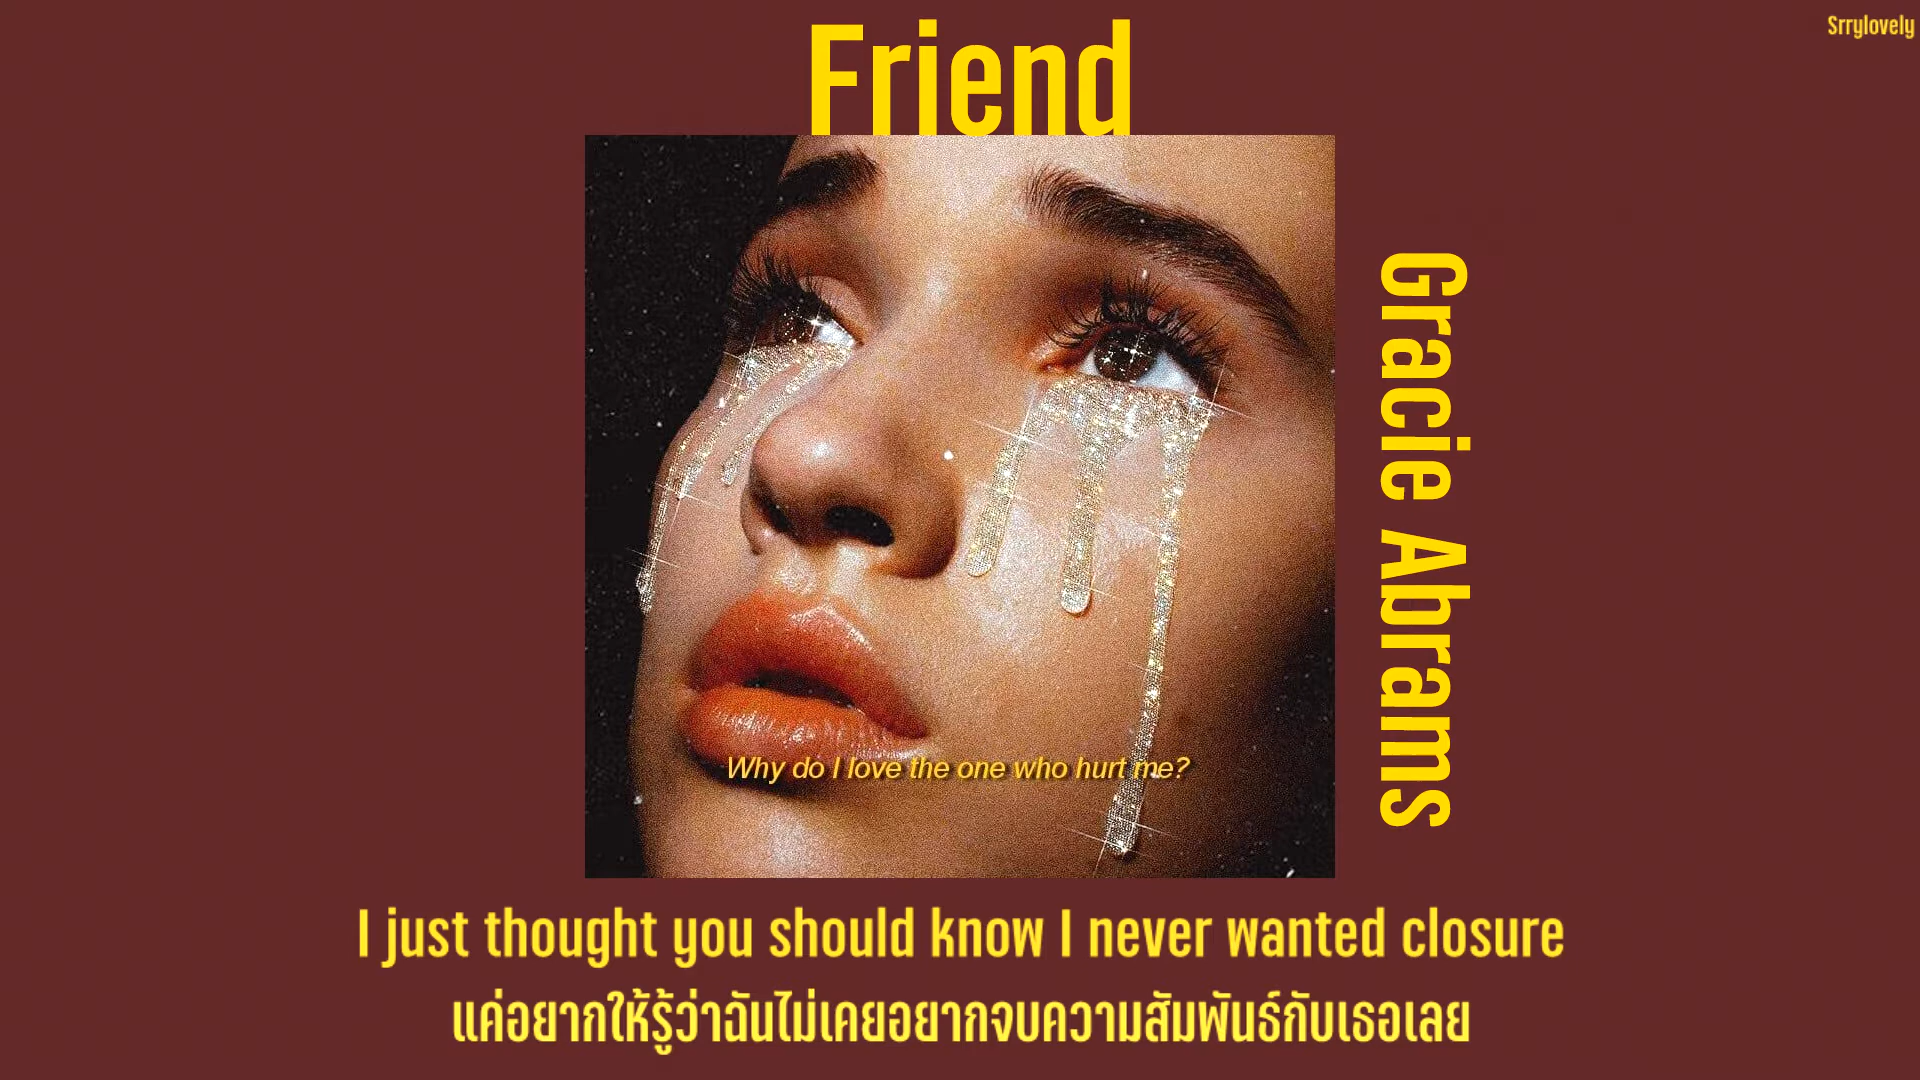 Friend
Srrylovely
Gracie Abrams
Why do I love the one who hurt me?
I just thought you should know I never wanted closure
แค่อยากให้รู้ว่าฉันไม่เคยอยากจบความสัมพันธ์กับเธอเลย